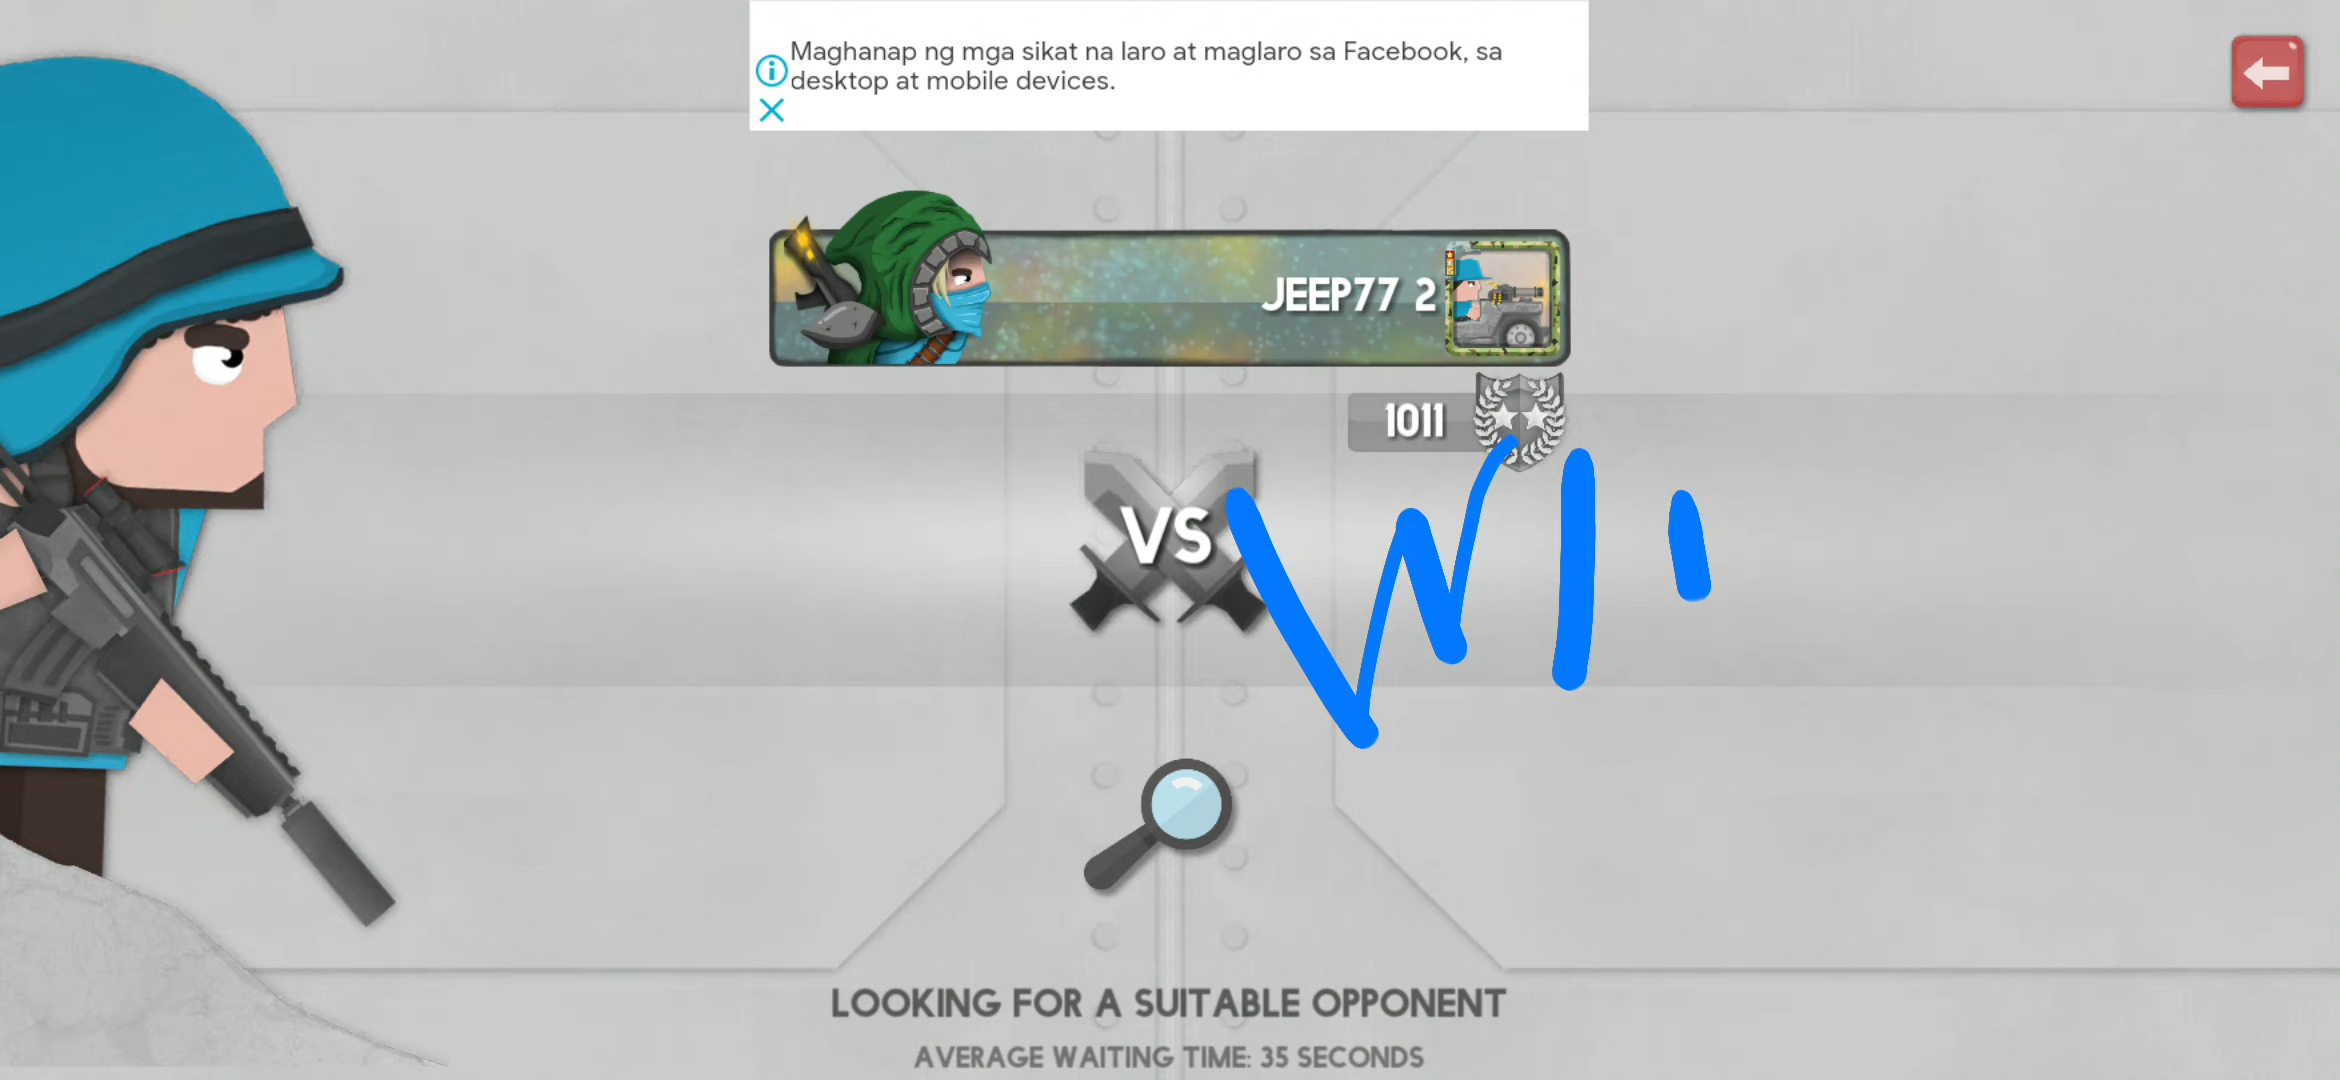 Maghanap ng mga sikat na laro at maglaro sa Facebook, sa
desktop at mobile devices.
JEEP77 2
1011
VS
LOOKING FOR A SUITABLE OPPONENT
AVERAGE WAITING TIME: 35 SECONDS